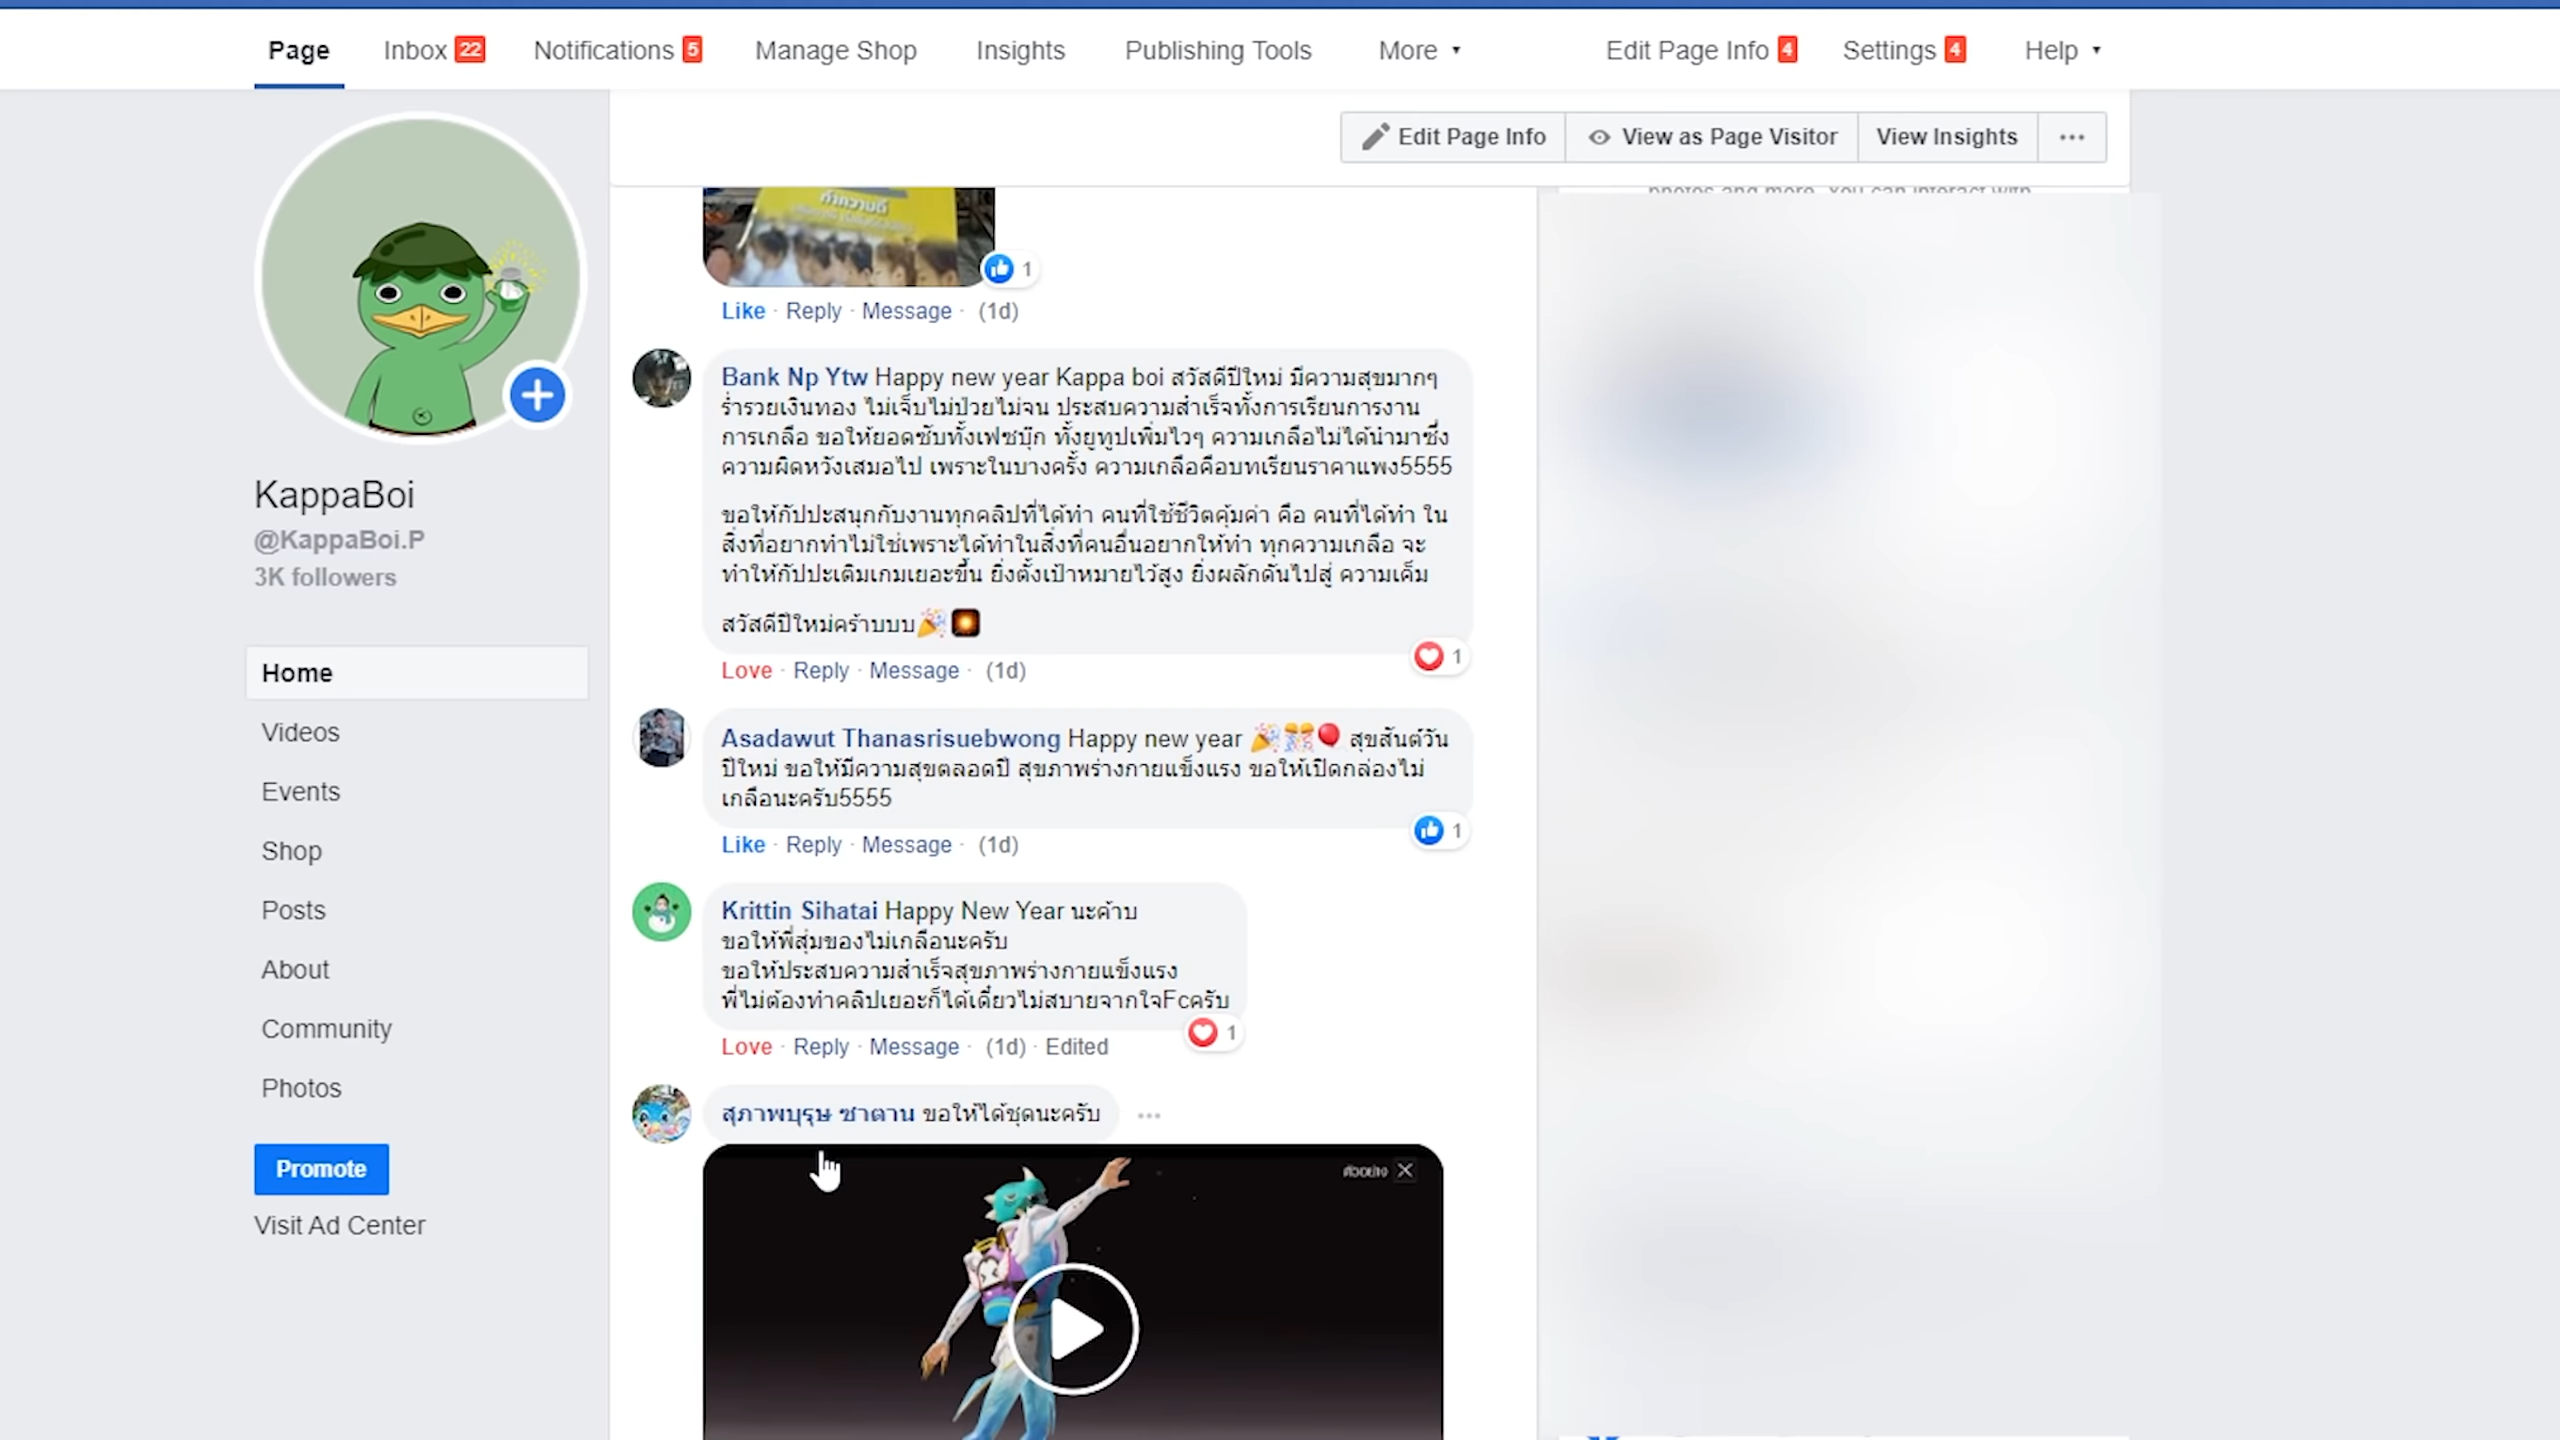 Page
Inbox 22
Notifications 5
Manage Shop
Insights
Publishing Tools
More
Edit Page Info 4
Settings 4
Help
Edit Page Info
View as Page Visitor
View Insights
photos and more. You can interact with
KappaBoi
@KappaBoi.P
3K followers
Home
Videos
Events
Shop
Posts
About
Community
Photos
Promote
Visit Ad Center
ทำความดี
1
Like · Reply · Message · (1d)
Bank Np Ytw Happy new year Kappa boi สวัสดีปีใหม่ มีความสุขมากๆ
ร่ำรวยเงินทอง ไม่เจ็บไม่ป่วยไม่จน ประสบความสำเร็จทั้งการเรียนการงาน
การเกลือ ขอให้ยอดซับทั้งเฟซบุ๊ก ทั้งยูทูปเพิ่มไวๆ ความเกลือไม่ได้นำมาซึ่ง
ความผิดหวังเสมอไป เพราะในบางครั้ง ความเกลือคือบทเรียนราคาแพง5555
ขอให้กัปปะสนุกกับงานทุกคลิปที่ได้ทำ คนที่ใช้ชีวิตคุ้มค่า คือ คนที่ได้ทำ ใน
สิ่งที่อยากทำไม่ใช่เพราะได้ทำในสิ่งที่คนอื่นอยากให้ทำ ทุกความเกลือ จะ
ทำให้กัปปะเติมเกมเยอะขึ้น ยิ่งตั้งเป้าหมายไว้สูง ยิ่งผลักดันไปสู่ ความเค็ม
สวัสดีปีใหม่คร้าบบบ🎉🎆
1
Love · Reply · Message · (1d)
Asadawut Thanasrisuebwong Happy new year 🎉🎊🎈 สุขสันต์วัน
ปีใหม่ ขอให้มีความสุขตลอดปี สุขภาพร่างกายแข็งแรง ขอให้เปิดกล่องไม่
เกลือนะครับ5555
1
Like · Reply · Message · (1d)
Krittin Sihatai Happy New Year นะค้าบ
ขอให้พี่สุ่มของไม่เกลือนะครับ
ขอให้ประสบความสำเร็จสุขภาพร่างกายแข็งแรง
พี่ไม่ต้องทำคลิปเยอะก็ได้เดี๋ยวไม่สบายจากใจFcครับ
1
Love · Reply · Message · (1d) · Edited
สุภาพบุรุษ ซาตาน ขอให้ได้ชุดนะครับ
ตัวอย่าง